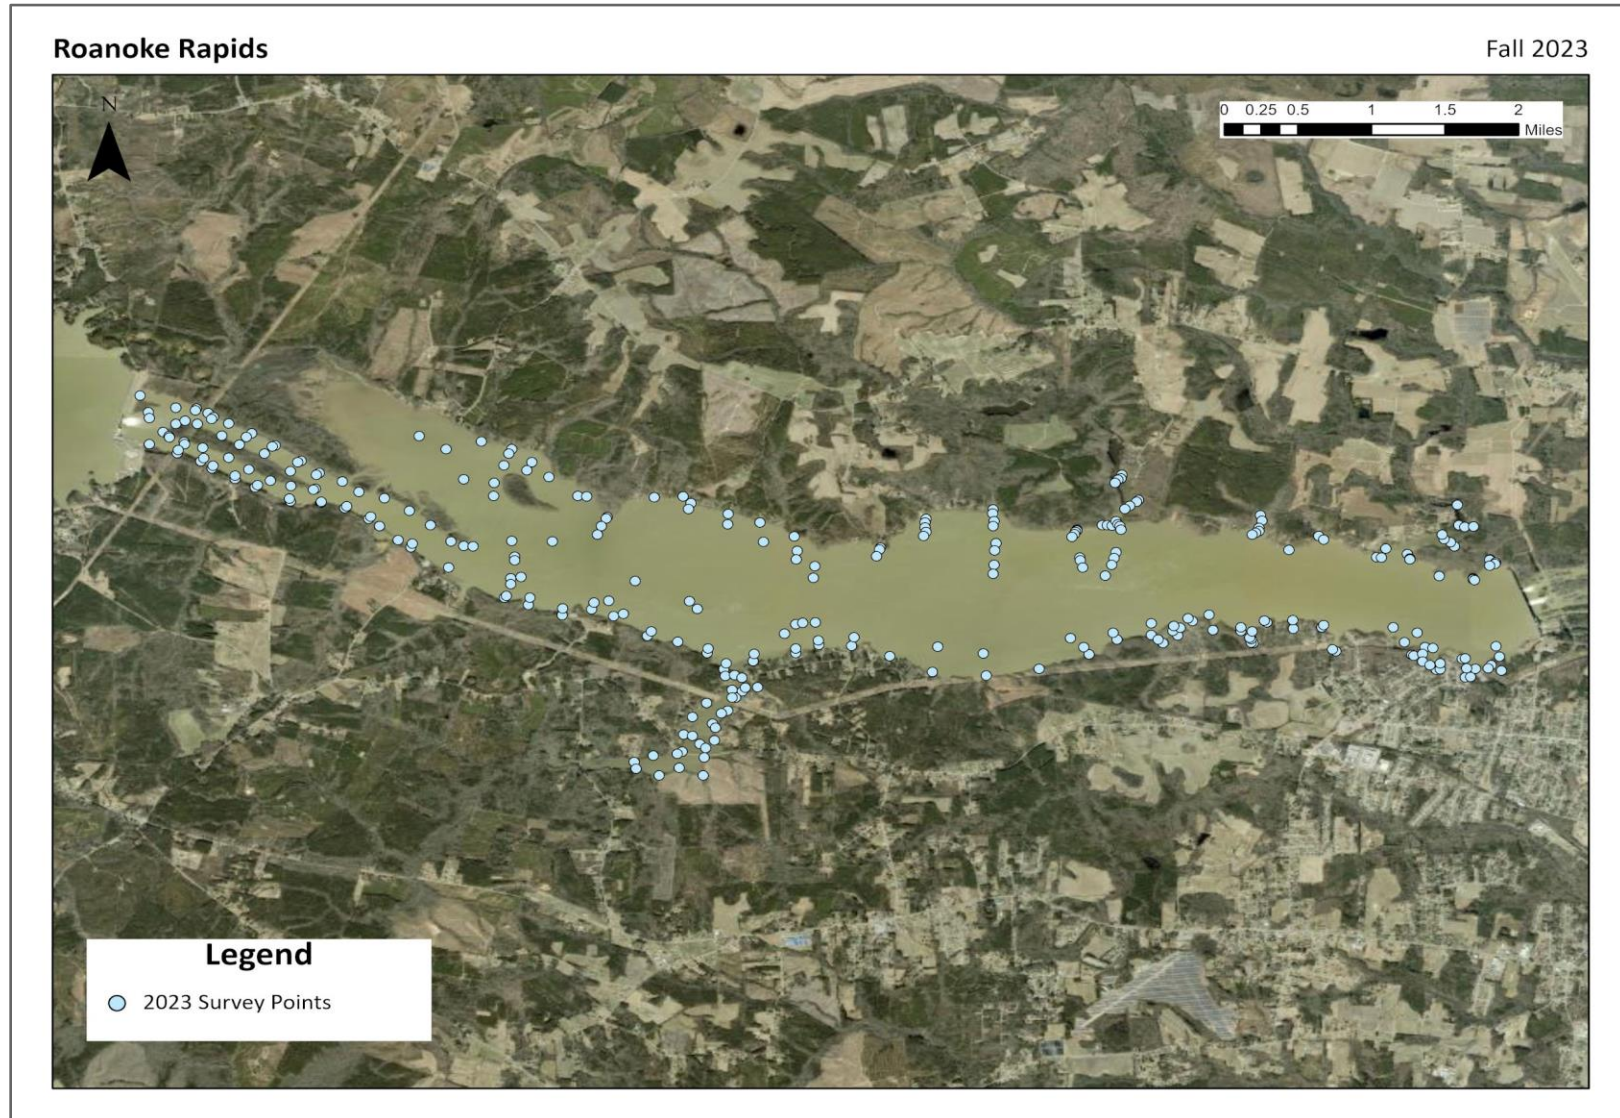 Roanoke Rapids
Fall 2023
N
0 0.25 0.5 1 1.5 2
Miles
Legend
2023 Survey Points